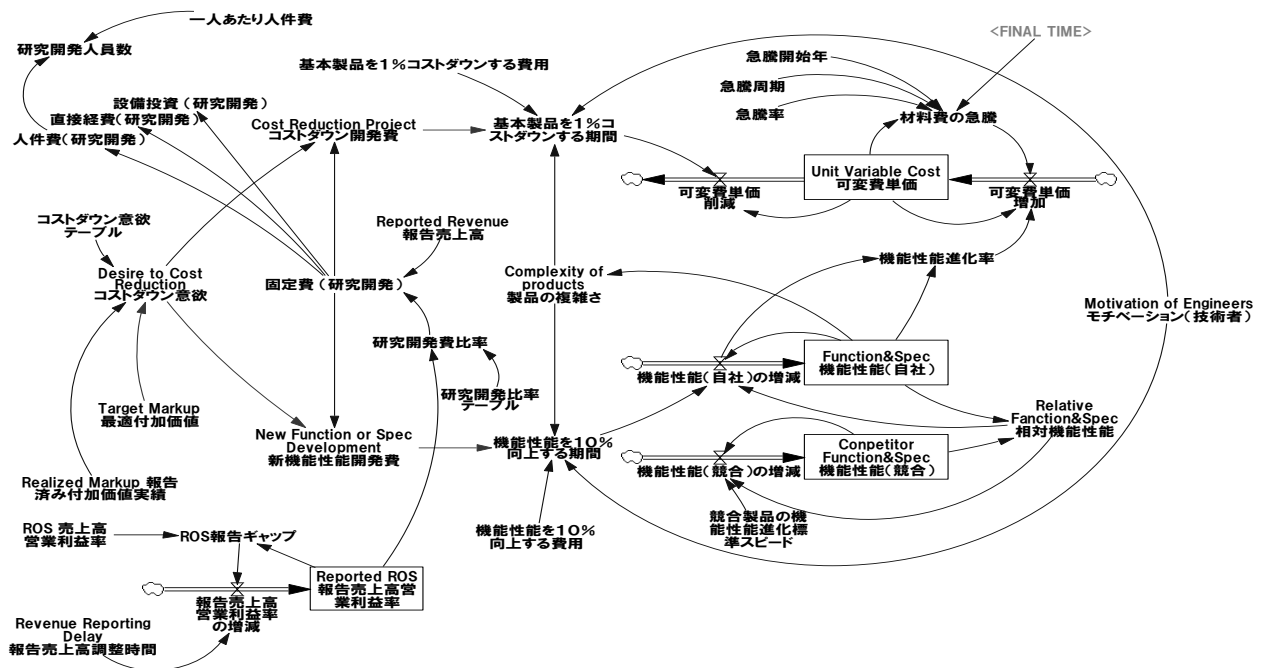 一人あたり人件費
研究開発人員数
<FINAL TIME>
急騰開始年
基本製品を1%コストダウンする費用
急騰周期
設備投資(研究開発)
直接経費(研究開発)
人件費(研究開発)
急騰率
材料費の急騰
Cost Reduction Project
コストダウン開発費
基本製品を1%コ
ストダウンする期間
Unit Variable Cost
可変費単価
可変費単価
削減
可変費単価
増加
コストダウン意欲
テーブル
Reported Revenue
報告売上高
機能性能進化率
Desire to Cost
Reduction
コストダウン意欲
固定費(研究開発)
Complexity of
products
製品の複雑さ
Motivation of Engineers
モチベーション(技術者)
研究開発費比率
機能性能(自社)の増減
Function&Spec
機能性能(自社)
研究開発比率
テーブル
Target Markup
最適付加価値
Relative
Fanction&Spec
相対機能性能
New Function or Spec
Development
新機能性能開発費
機能性能を10%
向上する期間
機能性能(競合)の増減
Conpetitor
Function&Spec
機能性能(競合)
Realized Markup 報告
済み付加価値実績
競合製品の機
能性能進化標
準スピード
ROS 売上高
営業利益率
ROS報告ギャップ
機能性能を10%
向上する費用
Reported ROS
報告売上高営
業利益率
報告売上高
営業利益率
の増減
Revenue Reporting
Delay
報告売上高調整時間